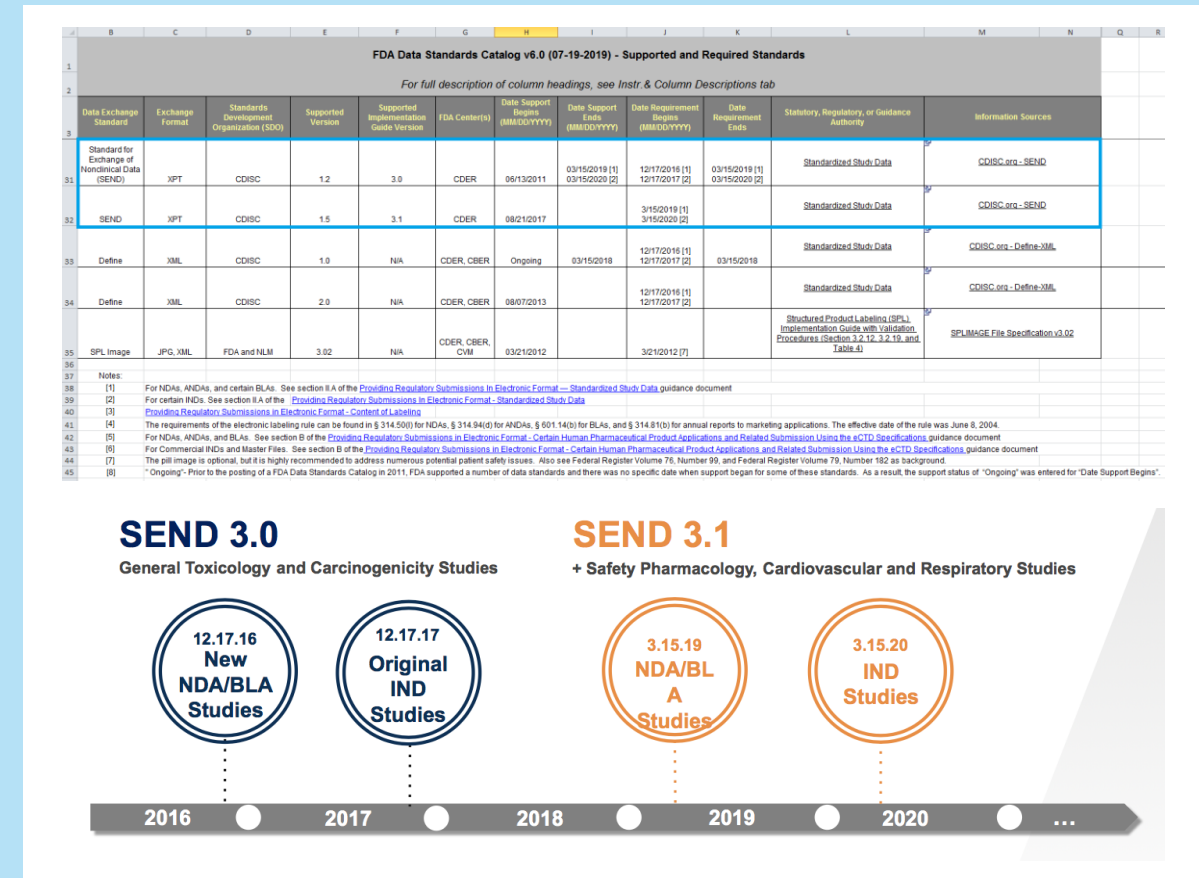 B C D E F G H I J K L M N Q R
1 FDA Data Standards Catalog v6.0 (07-19-2019) - Supported and Required Standards
2 For full description of column headings, see Instr.& Column Descriptions tab
3 Data Exchange Standard Exchange Format Standards Development Organization (SDO) Supported Version Supported Implementation Guide Version FDA Center(s) Date Support Begins (MM/DD/YYYY) Date Support Ends (MM/DD/YYYY) Date Requirement Begins (MM/DD/YYYY) Date Requirement Ends Statutory, Regulatory, or Guidance Authority Information Sources
31 Standard for Exchange of Nonclinical Data (SEND) XPT CDISC 1.2 3.0 CDER 06/13/2011 03/15/2019 [1] 03/15/2020 [2] 12/17/2016 [1] 12/17/2017 [2] 03/15/2019 [1] 03/15/2020 [2] Standardized Study Data CDISC.org - SEND
32 SEND XPT CDISC 1.5 3.1 CDER 08/21/2017 3/15/2019 [1] 3/15/2020 [2] Standardized Study Data CDISC.org - SEND
33 Define XML CDISC 1.0 N/A CDER, CBER Ongoing 03/15/2018 12/17/2016 [1] 12/17/2017 [2] 03/15/2018 Standardized Study Data CDISC.org - Define-XML
34 Define XML CDISC 2.0 N/A CDER, CBER 08/07/2013 12/17/2016 [1] 12/17/2017 [2] Standardized Study Data CDISC.org - Define-XML
35 SPL Image JPG, XML FDA and NLM 3.02 N/A CDER, CBER, CVM 03/21/2012 3/21/2012 [7] Structured Product Labeling (SPL) Implementation Guide with Validation Procedures (Section 3.2.12, 3.2.19, and Table 4) SPLIMAGE File Specification v3.02
36
37 Notes:
38 [1] For NDAs, ANDAs, and certain BLAs. See section II.A of the Providing Regulatory Submissions In Electronic Format — Standardized Study Data guidance document
39 [2] For certain INDs. See section II.A of the Providing Regulatory Submissions In Electronic Format - Standardized Study Data
40 [3] Providing Regulatory Submissions in Electronic Format - Content of Labeling
41 [4] The requirements of the electronic labeling rule can be found in § 314.50(l) for NDAs, § 314.94(d) for ANDAs, § 601.14(b) for BLAs, and § 314.81(b) for annual reports to marketing applications. The effective date of the rule was June 8, 2004.
42 [5] For NDAs, ANDAs, and BLAs. See section B of the Providing Regulatory Submissions in Electronic Format - Certain Human Pharmaceutical Product Applications and Related Submission Using the eCTD Specifications guidance document
43 [6] For Commercial INDs and Master Files. See section B of the Providing Regulatory Submissions in Electronic Format - Certain Human Pharmaceutical Product Applications and Related Submission Using the eCTD Specifications guidance document
44 [7] The pill image is optional, but it is highly recommended to address numerous potential patient safety issues. Also see Federal Register Volume 76, Number 99, and Federal Register Volume 79, Number 182 as background.
45 [8] " Ongoing"- Prior to the posting of a FDA Data Standards Catalog in 2011, FDA supported a number of data standards and there was no specific date when support began for some of these standards. As a result, the support status of "Ongoing" was entered for "Date Support Begins".
SEND 3.0
General Toxicology and Carcinogenicity Studies
SEND 3.1
+ Safety Pharmacology, Cardiovascular and Respiratory Studies
12.17.16
New
NDA/BLA
Studies
12.17.17
Original
IND
Studies
3.15.19
NDA/BL
A
Studies
3.15.20
IND
Studies
2016 2017 2018 2019 2020 ...